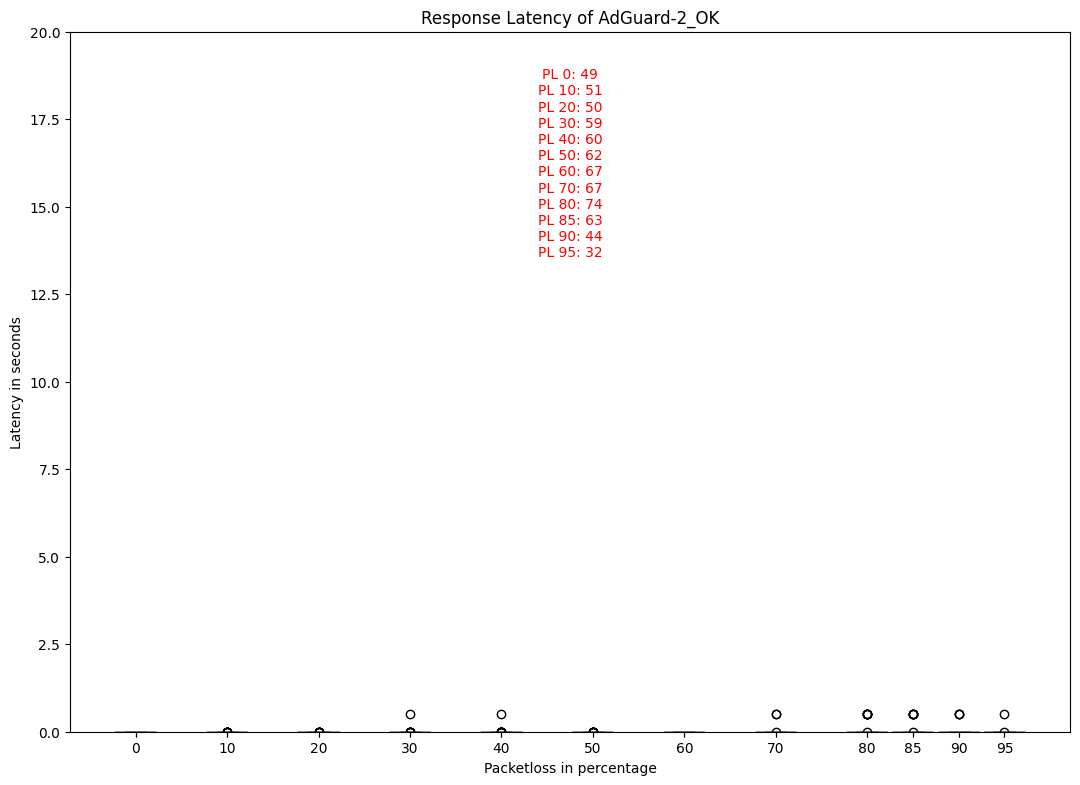 Response Latency of AdGuard-2_OK
20.0
17.5
15.0
12.5
10.0
7.5
5.0
2.5
0.0
Latency in seconds
PL 0: 49
PL 10: 51
PL 20: 50
PL 30: 59
PL 40: 60
PL 50: 62
PL 60: 67
PL 70: 67
PL 80: 74
PL 85: 63
PL 90: 44
PL 95: 32
0 10 20 30 40 50 60 70 80 85 90 95
Packetloss in percentage